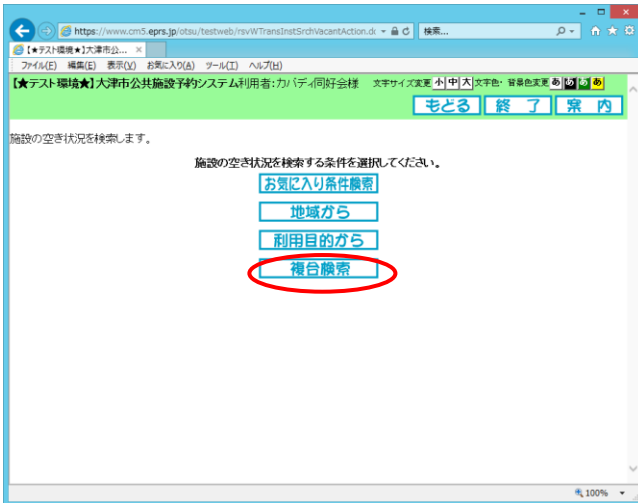 https://www.cm5.eprs.jp/otsu/testweb/rsvWTransInstSrchVacantAction.dc
検索...
【★テスト環境★】大津市公...
ファイル(F) 編集(E) 表示(V) お気に入り(A) ツール(T) ヘルプ(H)
【★テスト環境★】大津市公共施設予約システム利用者:カバディ同好会様 文字サイズ変更 小 中 大 文字色・背景色変更 あ あ あ あ
もどる 終了 案内
施設の空き状況を検索します。
施設の空き状況を検索する条件を選択してください。
お気に入り条件検索
地域から
利用目的から
複合検索
100%